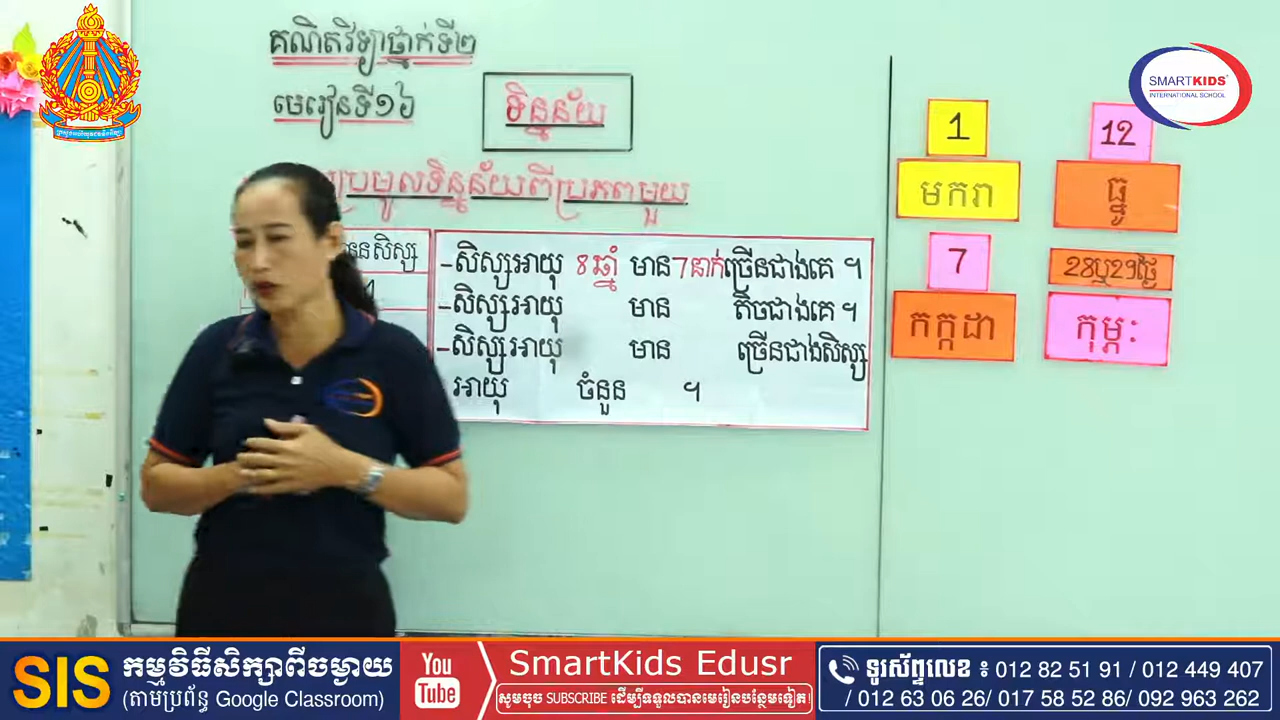 គណិតវិទ្យាថ្នាក់ទី២
មេរៀនទី១៦
ទិន្នន័យ
ប្រមូលទិន្នន័យពីប្រភពមួយ
សិស្ស
–សិស្សអាយុ 8ឆ្នាំ មាន7នាក់ច្រើនជាងគេ ។
–សិស្សអាយុ មាន តិចជាងគេ។
–សិស្សអាយុ មាន ច្រើនជាងសិស្ស
អាយុ ចំនួន ។
SMARTKIDS
INTERNATIONAL SCHOOL
1
មករា
12
ធ្នូ
7
កក្កដា
28ឬ29ថ្ងៃ
កុម្ភៈ
SIS កម្មវិធីសិក្សាពីចម្ងាយ
(តាមប្រព័ន្ធ Google Classroom)
You
Tube
SmartKids Edusr
សូមចុច SUBSCRIBE ដើម្បីទទួលបានមេរៀនបន្ថែមទៀត!
ទូរស័ព្ទលេខ ៖ 012 82 51 91 / 012 449 407
/ 012 63 06 26/ 017 58 52 86/ 092 963 262